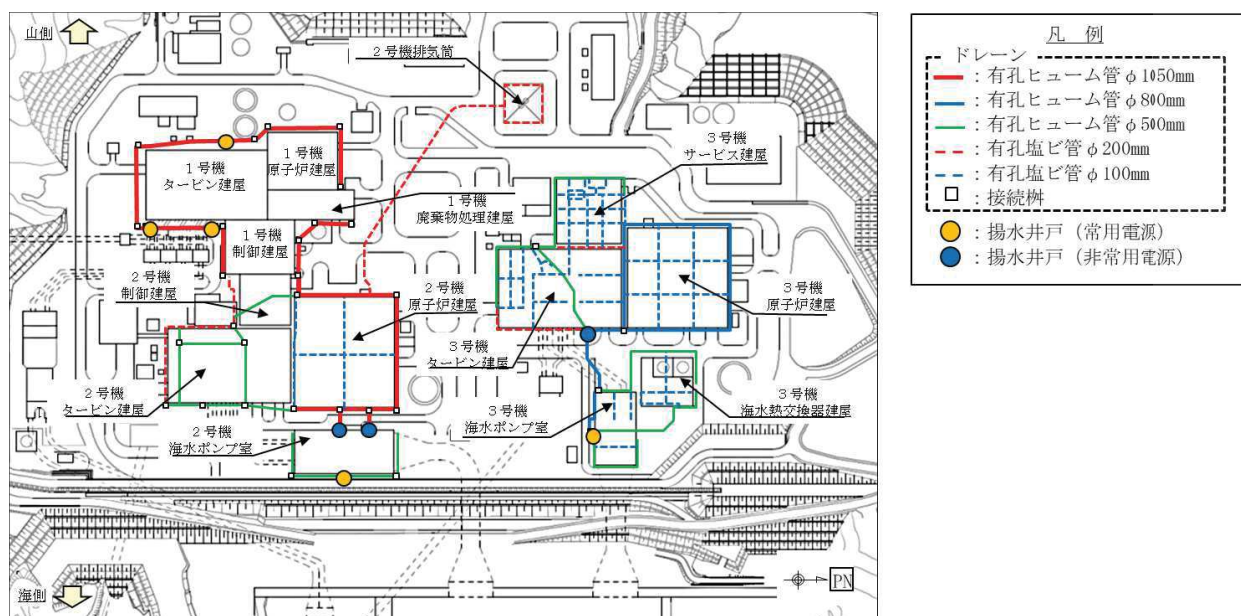 山側
2号機排気筒
1号機
原子炉建屋
1号機
タービン建屋
3号機
サービス建屋
1号機
廃棄物処理建屋
1号機
制御建屋
2号機
制御建屋
2号機
原子炉建屋
3号機
原子炉建屋
3号機
タービン建屋
2号機
タービン建屋
3号機
海水熱交換器建屋
3号機
海水ポンプ室
2号機
海水ポンプ室
海側
PN
凡 例
ドレーン
:有孔ヒューム管φ1050mm
:有孔ヒューム管φ800mm
:有孔ヒューム管φ500mm
:有孔塩ビ管φ200mm
:有孔塩ビ管φ100mm
:接続桝
:揚水井戸(常用電源)
:揚水井戸(非常用電源)